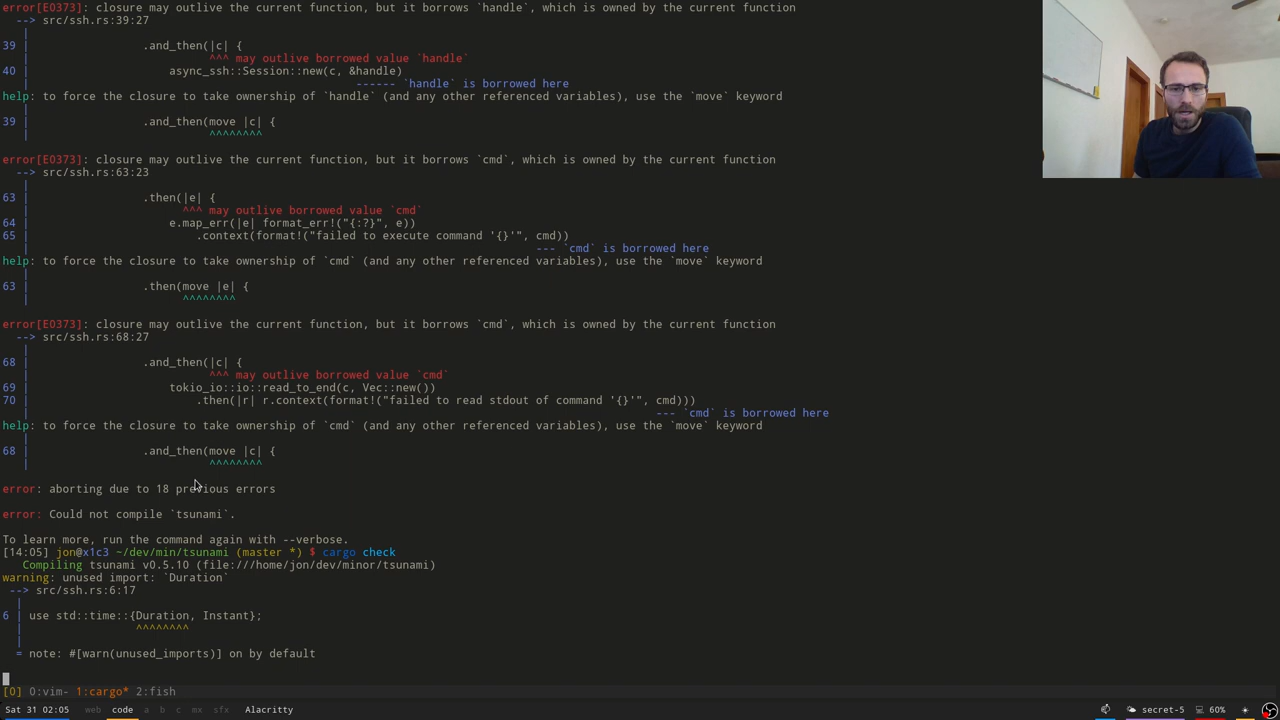 error[E0373]: closure may outlive the current function, but it borrows `handle`, which is owned by the current function
  --> src/ssh.rs:39:27
   |
39 |                 .and_then(|c| {
   |                           ^^^ may outlive borrowed value `handle`
40 |                     async_ssh::Session::new(c, &handle)
   |                                                 ------ `handle` is borrowed here
help: to force the closure to take ownership of `handle` (and any other referenced variables), use the `move` keyword
   |
39 |                 .and_then(move |c| {
   |                           ^^^^^^^^
error[E0373]: closure may outlive the current function, but it borrows `cmd`, which is owned by the current function
  --> src/ssh.rs:63:23
   |
63 |                 .then(|e| {
   |                       ^^^ may outlive borrowed value `cmd`
64 |                     e.map_err(|e| format_err!("{:?}", e))
65 |                         .context(format!("failed to execute command '{}'", cmd))
   |                                                                            --- `cmd` is borrowed here
help: to force the closure to take ownership of `cmd` (and any other referenced variables), use the `move` keyword
   |
63 |                 .then(move |e| {
   |                       ^^^^^^^^
error[E0373]: closure may outlive the current function, but it borrows `cmd`, which is owned by the current function
  --> src/ssh.rs:68:27
   |
68 |                 .and_then(|c| {
   |                           ^^^ may outlive borrowed value `cmd`
69 |                     tokio_io::io::read_to_end(c, Vec::new())
70 |                         .then(|r| r.context(format!("failed to read stdout of command '{}'", cmd)))
   |                                                                                              --- `cmd` is borrowed here
help: to force the closure to take ownership of `cmd` (and any other referenced variables), use the `move` keyword
   |
68 |                 .and_then(move |c| {
   |                           ^^^^^^^^
error: aborting due to 18 previous errors
error: Could not compile `tsunami`.
To learn more, run the command again with --verbose.
[14:05] jon@x1c3 ~/dev/min/tsunami (master *) $ cargo check
   Compiling tsunami v0.5.10 (file:///home/jon/dev/minor/tsunami)
warning: unused import: `Duration`
 --> src/ssh.rs:6:17
  |
6 | use std::time::{Duration, Instant};
  |                 ^^^^^^^^
  |
  = note: #[warn(unused_imports)] on by default
[0] 0:vim- 1:cargo* 2:fish
Sat 31 02:05 web code a b c mx sfx Alacritty secret-5 60%